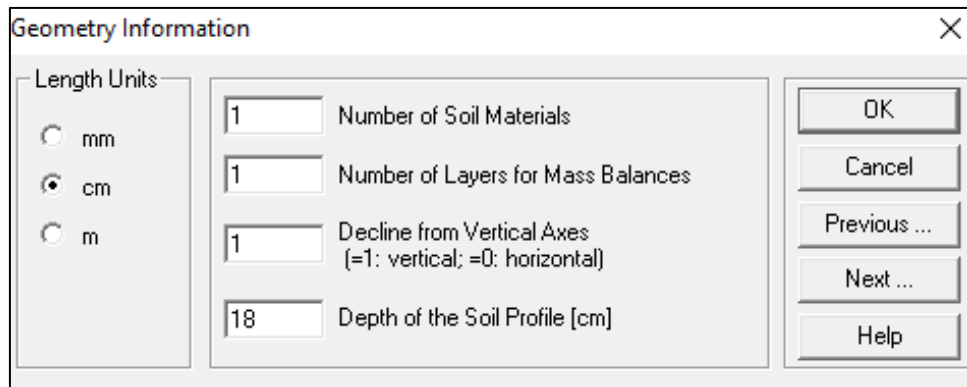 Geometry Information
Length Units
mm
cm
m
1 Number of Soil Materials
1 Number of Layers for Mass Balances
1 Decline from Vertical Axes
(=1: vertical; =0: horizontal)
18 Depth of the Soil Profile [cm]
OK
Cancel
Previous ...
Next ...
Help